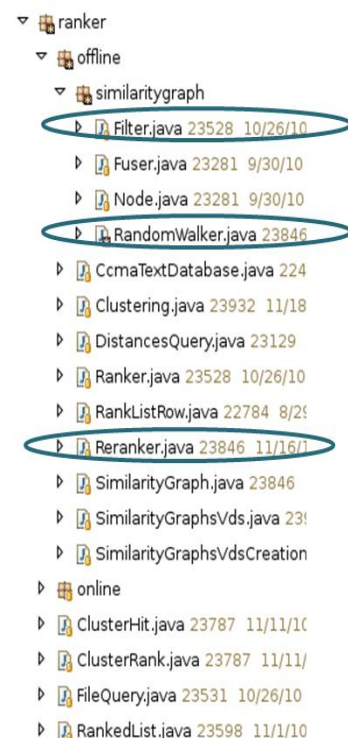 ranker
offline
similaritygraph
Filter.java 23528 10/26/10
Fuser.java 23281 9/30/10
Node.java 23281 9/30/10
RandomWalker.java 23846
CcmaTextDatabase.java 224
Clustering.java 23932 11/18
DistancesQuery.java 23129
Ranker.java 23528 10/26/10
RankListRow.java 22784 8/29
Reranker.java 23846 11/16/1
SimilarityGraph.java 23846
SimilarityGraphsVds.java 239
SimilarityGraphsVdsCreation
online
ClusterHit.java 23787 11/11/10
ClusterRank.java 23787 11/11/
FileQuery.java 23531 10/26/10
RankedList.java 23598 11/1/10